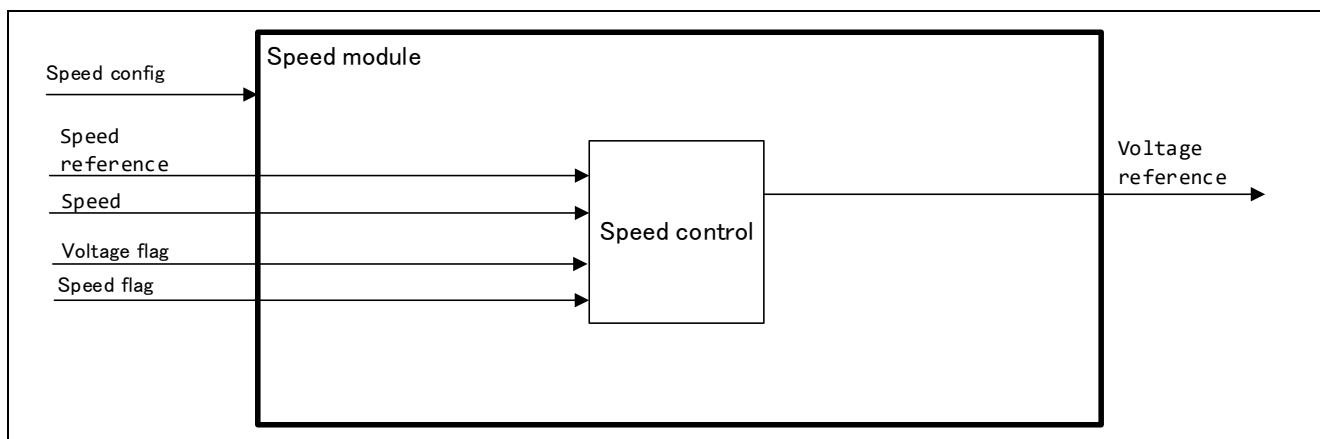 Speed module
Speed config
Speed
reference
Speed
Voltage flag
Speed flag
Speed control
Voltage
reference